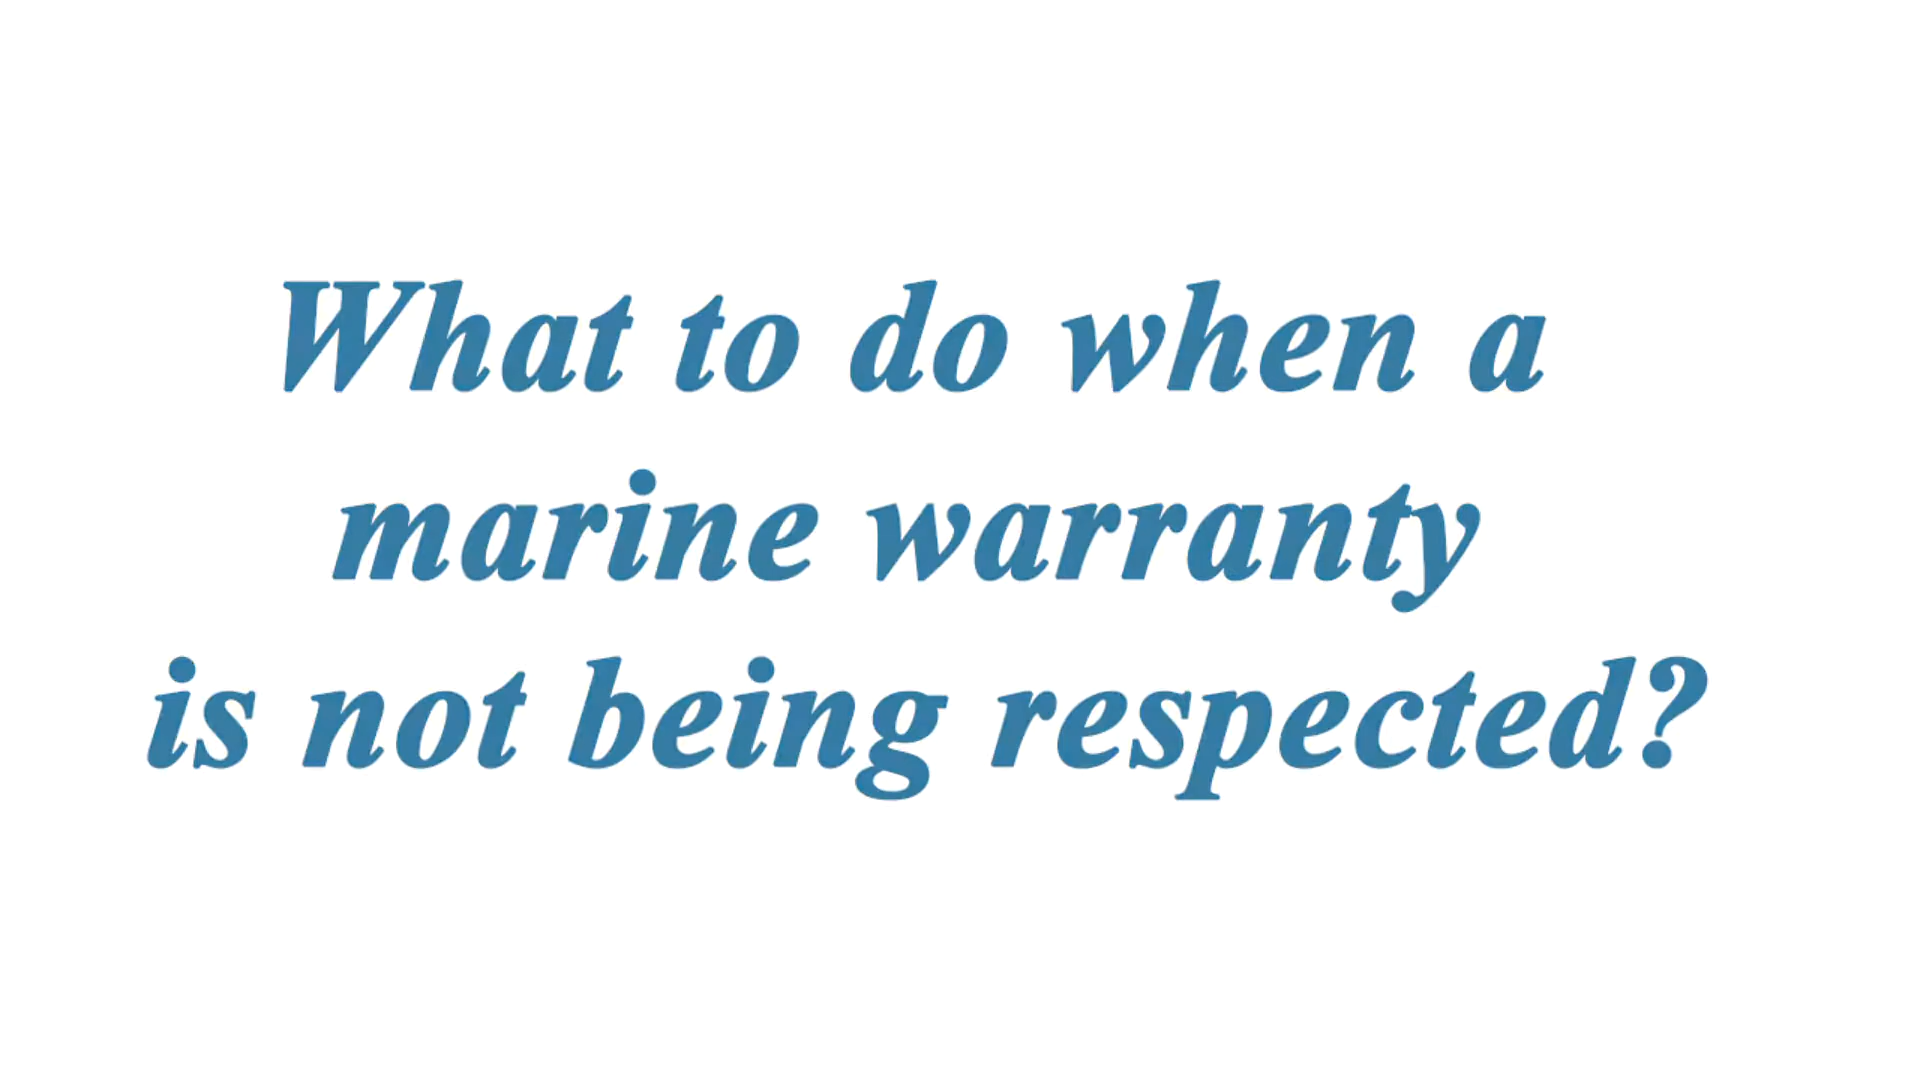 What to do when a
marine warranty
is not being respected?